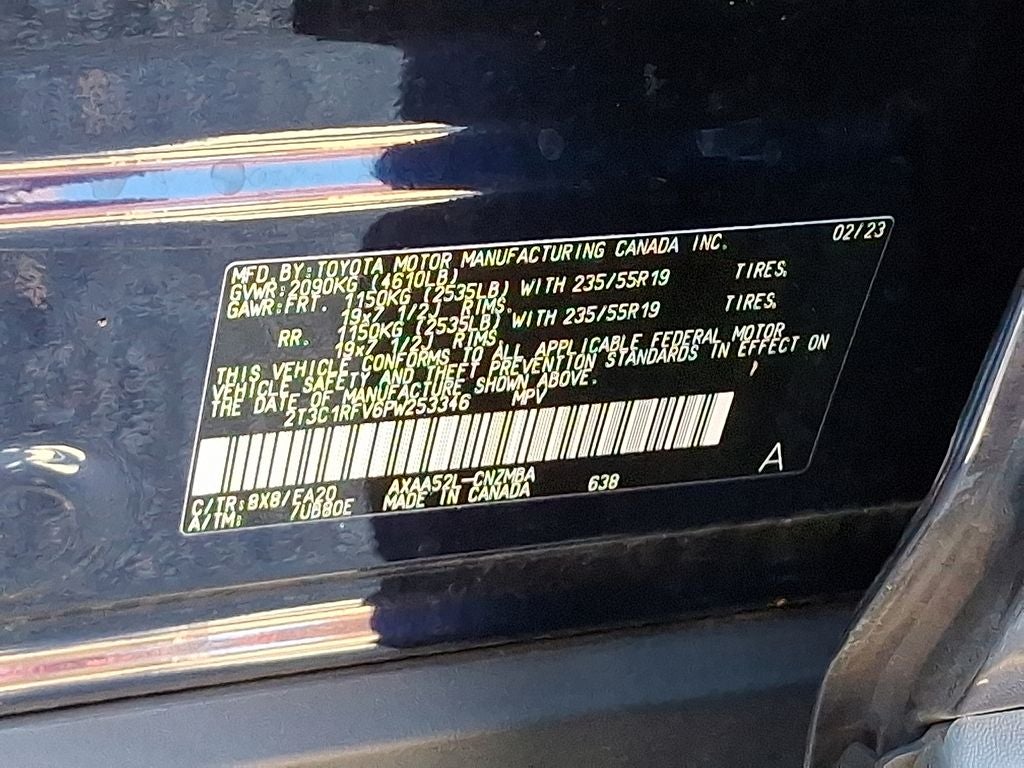 MFD. BY: TOYOTA MOTOR MANUFACTURING CANADA INC. 02/23
GVWR: 2090KG (4610LB)
GAWR: FRT. 1150KG (2535LB) WITH 235/55R19 TIRES,
19x7 1/2J RIMS,
RR. 1150KG (2535LB) WITH 235/55R19 TIRES,
19x7 1/2J RIMS,
THIS VEHICLE CONFORMS TO ALL APPLICABLE FEDERAL MOTOR
VEHICLE SAFETY AND THEFT PREVENTION STANDARDS IN EFFECT ON
THE DATE OF MANUFACTURE SHOWN ABOVE.
2T3C1RFV6PW253346 MPV
C/TR: 8X8/EA20 AXAA52L-CNZMBA 638 A
A/TM: /UB80E MADE IN CANADA